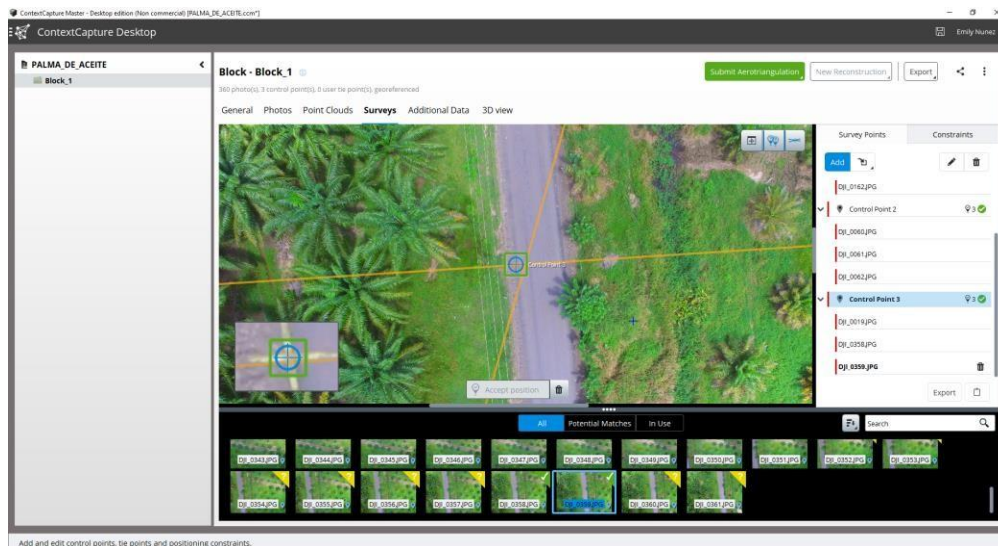 ContextCapture Master - Desktop edition (Non commercial) [PALMA_DE_ACEITE.ccm*]
ContextCapture Desktop
Emily Nunez
PALMA_DE_ACEITE
Block_1
Block - Block_1
360 photo(s), 3 control point(s), 0 user tie point(s), georeferenced
Submit Aerotriangulation
New Reconstruction
Export
General Photos Point Clouds Surveys Additional Data 3D view
Survey Points Constraints
Add
DJI_0162.JPG
Control Point 2 3
DJI_0060.JPG
DJI_0061.JPG
DJI_0062.JPG
Control Point 3 3
DJI_0019.JPG
DJI_0358.JPG
DJI_0359.JPG
Export
Control Point 3
Accept position
All Potential Matches In Use
Search
DJI_0343.JPG DJI_0344.JPG DJI_0345.JPG DJI_0346.JPG DJI_0347.JPG DJI_0348.JPG DJI_0349.JPG DJI_0350.JPG DJI_0351.JPG DJI_0352.JPG DJI_0353.JPG
DJI_0354.JPG DJI_0355.JPG DJI_0356.JPG DJI_0357.JPG DJI_0358.JPG DJI_0359.JPG DJI_0360.JPG DJI_0361.JPG
Add and edit control points, tie points and positioning constraints.